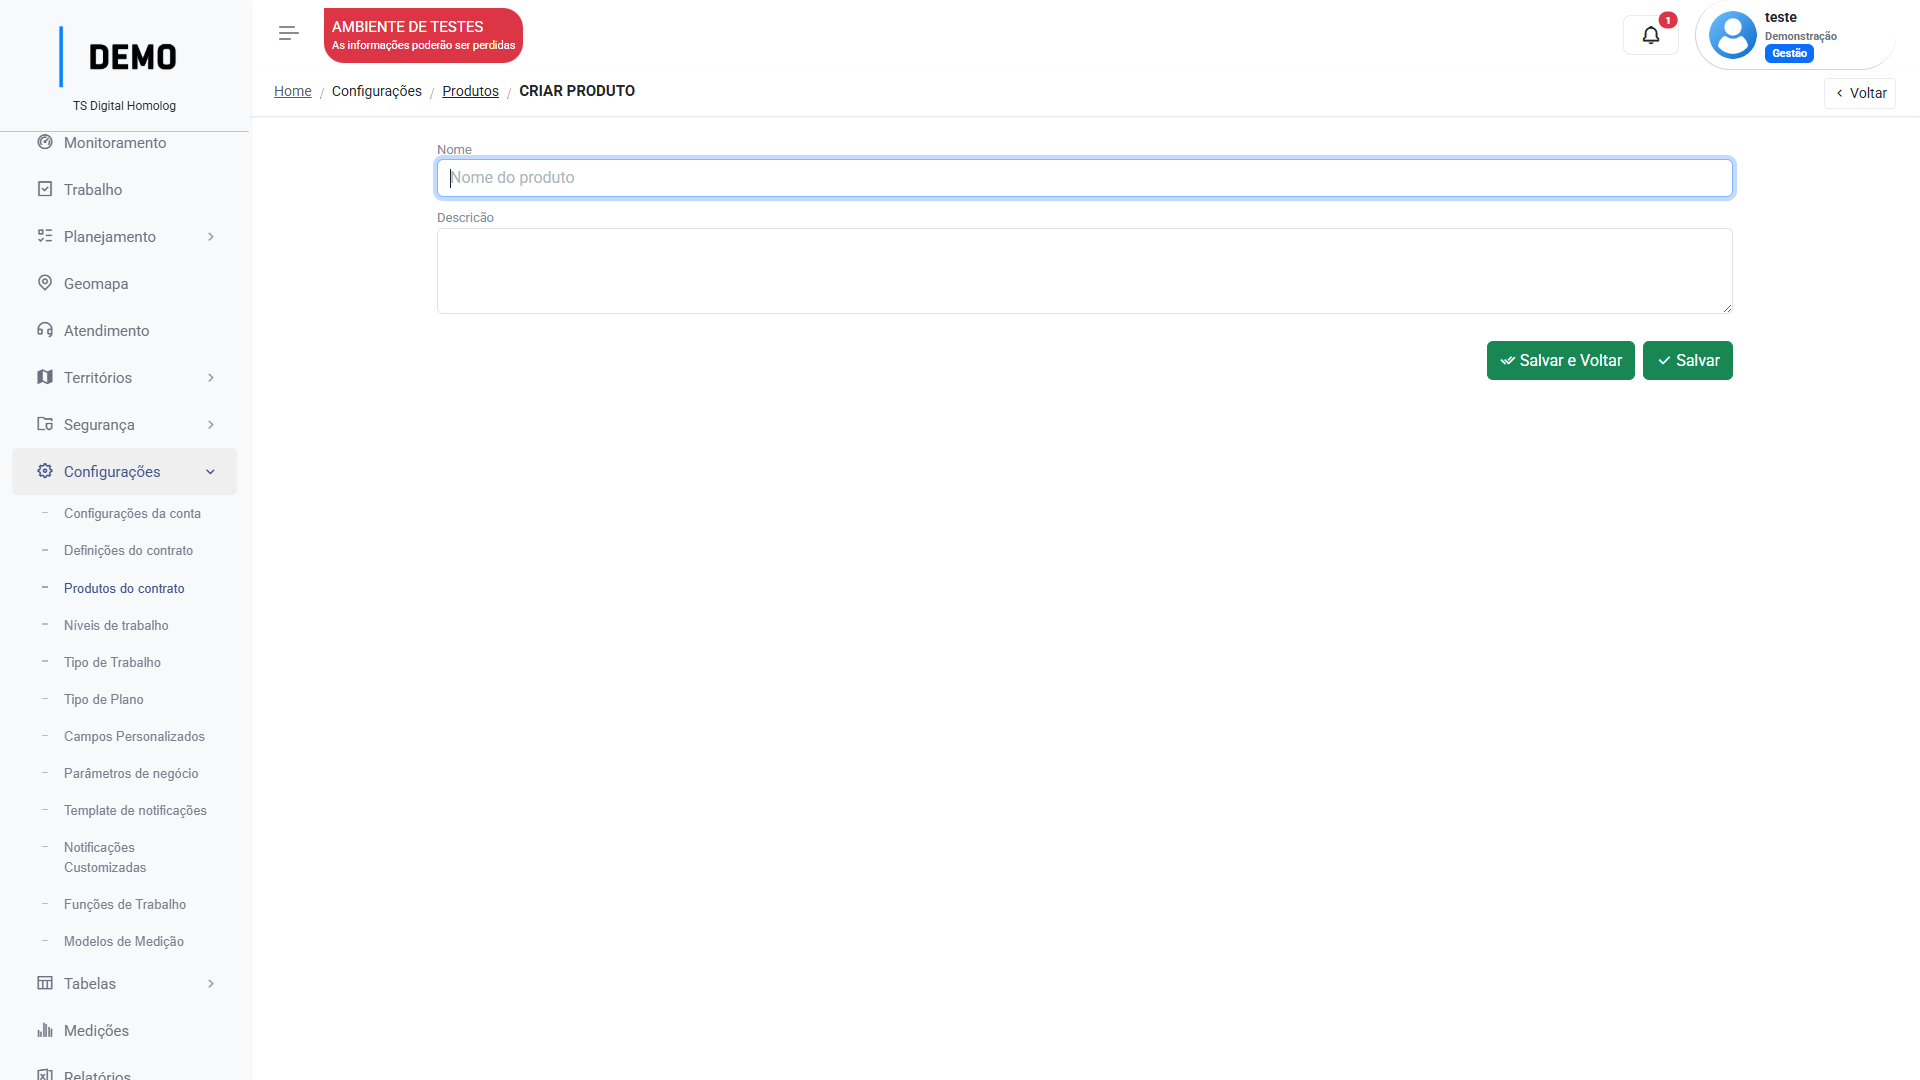 DEMO
TS Digital Homolog
Monitoramento
Trabalho
Planejamento
Geomapa
Atendimento
Territórios
Segurança
Configurações
Configurações da conta
Definições do contrato
Produtos do contrato
Níveis de trabalho
Tipo de Trabalho
Tipo de Plano
Campos Personalizados
Parâmetros de negócio
Template de notificações
Notificações
Customizadas
Funções de Trabalho
Modelos de Medição
Tabelas
Medições
Relatórios
AMBIENTE DE TESTES
As informações poderão ser perdidas
1
teste
Demonstração
Gestão
Home / Configurações / Produtos / CRIAR PRODUTO
Voltar
Nome
Nome do produto
Descricão
Salvar e Voltar
Salvar